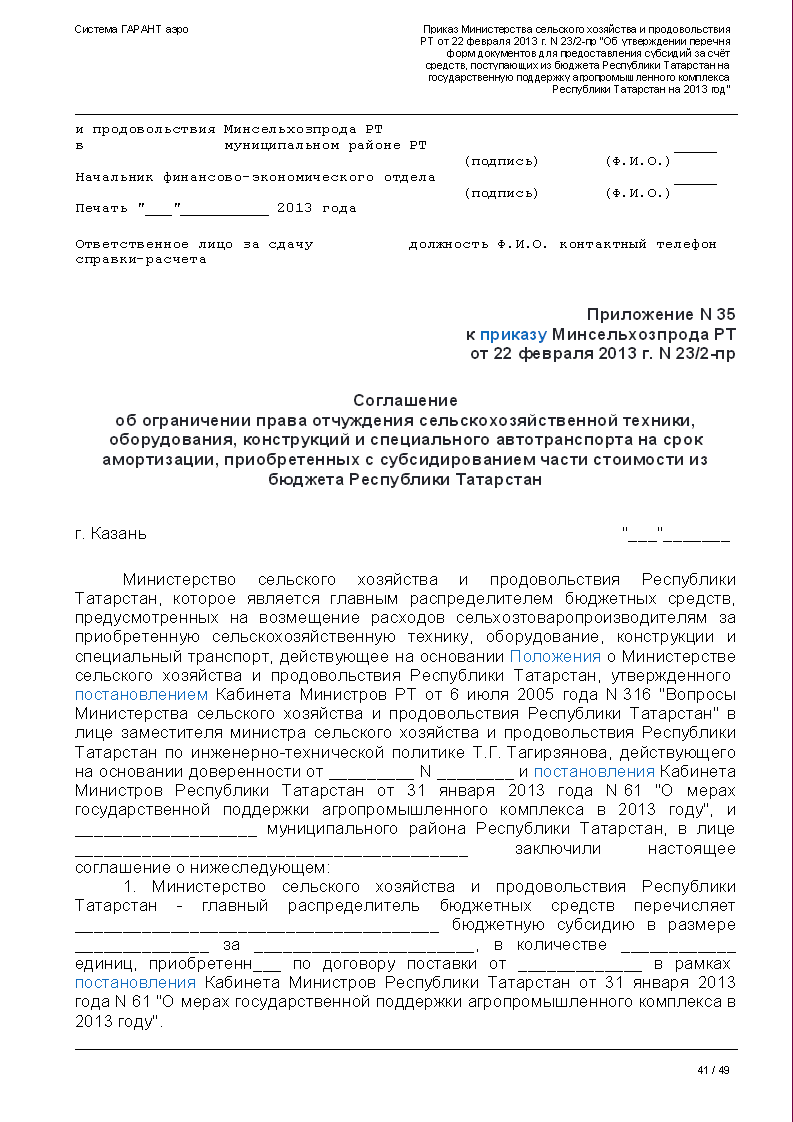 Система ГАРАНТ аэро
Приказ Министерства сельского хозяйства и продовольствия
РТ от 22 февраля 2013 г. N 23/2-пр "Об утверждении перечня
форм документов для предоставления субсидий за счёт
средств, поступающих из бюджета Республики Татарстан на
государственную поддержку агропромышленного комплекса
Республики Татарстан на 2013 год"
и продовольствия Минсельхозпрода РТ
в муниципальном районе РТ _____
(подпись) (Ф.И.О.)
Начальник финансово-экономического отдела _____
(подпись) (Ф.И.О.)
Печать "___"__________ 2013 года
Ответственное лицо за сдачу должность Ф.И.О. контактный телефон
справки-расчета
Приложение N 35
к приказу Минсельхозпрода РТ
от 22 февраля 2013 г. N 23/2-пр
Соглашение
об ограничении права отчуждения сельскохозяйственной техники,
оборудования, конструкций и специального автотранспорта на срок
амортизации, приобретенных с субсидированием части стоимости из
бюджета Республики Татарстан
г. Казань "___"_______
Министерство сельского хозяйства и продовольствия Республики
Татарстан, которое является главным распределителем бюджетных средств,
предусмотренных на возмещение расходов сельхозтоваропроизводителям за
приобретенную сельскохозяйственную технику, оборудование, конструкции и
специальный транспорт, действующее на основании Положения о Министерстве
сельского хозяйства и продовольствия Республики Татарстан, утвержденного
постановлением Кабинета Министров РТ от 6 июля 2005 года N 316 "Вопросы
Министерства сельского хозяйства и продовольствия Республики Татарстан" в
лице заместителя министра сельского хозяйства и продовольствия Республики
Татарстан по инженерно-технической политике Т.Г. Тагирзянова, действующего
на основании доверенности от _________ N ________ и постановления Кабинета
Министров Республики Татарстан от 31 января 2013 года N 61 "О мерах
государственной поддержки агропромышленного комплекса в 2013 году", и
___________________ муниципального района Республики Татарстан, в лице
_________________________________________ заключили настоящее
соглашение о нижеследующем:
1. Министерство сельского хозяйства и продовольствия Республики
Татарстан - главный распределитель бюджетных средств перечисляет
______________________________________ бюджетную субсидию в размере
______________ за _______________________, в количестве ____________
единиц, приобретенн___ по договору поставки от _____________ в рамках
постановления Кабинета Министров Республики Татарстан от 31 января 2013
года N 61 "О мерах государственной поддержки агропромышленного комплекса в
2013 году".
41 / 49